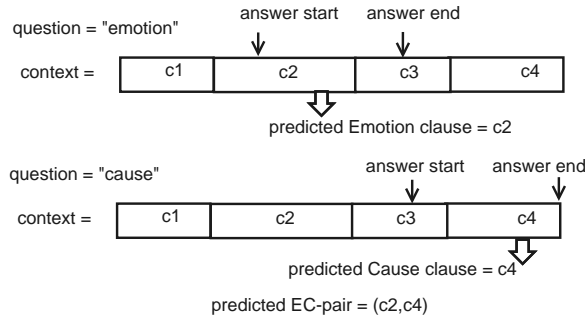 answer start answer end
question = "emotion"
context = c1 c2 c3 c4
predicted Emotion clause = c2
answer start answer end
question = "cause"
context = c1 c2 c3 c4
predicted Cause clause = c4
predicted EC-pair = (c2,c4)